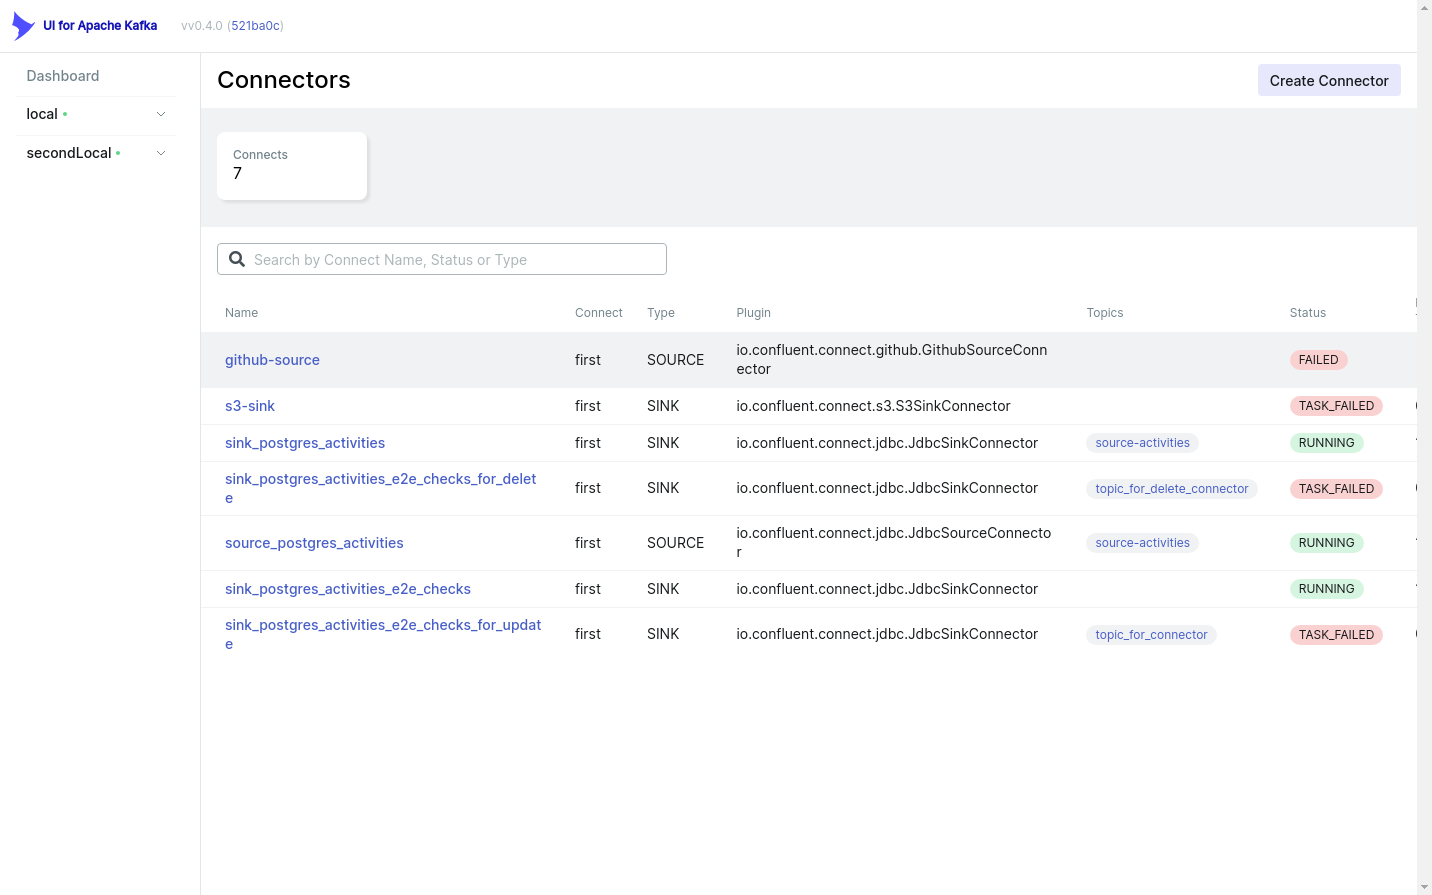 UI for Apache Kafka vv0.4.0 (521ba0c)
Dashboard
local
secondLocal
Connectors
Create Connector
Connects
7
Search by Connect Name, Status or Type
Name Connect Type Plugin Topics Status
github-source first SOURCE io.confluent.connect.github.GithubSourceConn
ector FAILED
s3-sink first SINK io.confluent.connect.s3.S3SinkConnector TASK_FAILED
sink_postgres_activities first SINK io.confluent.connect.jdbc.JdbcSinkConnector source-activities RUNNING
sink_postgres_activities_e2e_checks_for_delet
e first SINK io.confluent.connect.jdbc.JdbcSinkConnector topic_for_delete_connector TASK_FAILED
source_postgres_activities first SOURCE io.confluent.connect.jdbc.JdbcSourceConnecto
r source-activities RUNNING
sink_postgres_activities_e2e_checks first SINK io.confluent.connect.jdbc.JdbcSinkConnector RUNNING
sink_postgres_activities_e2e_checks_for_updat
e first SINK io.confluent.connect.jdbc.JdbcSinkConnector topic_for_connector TASK_FAILED